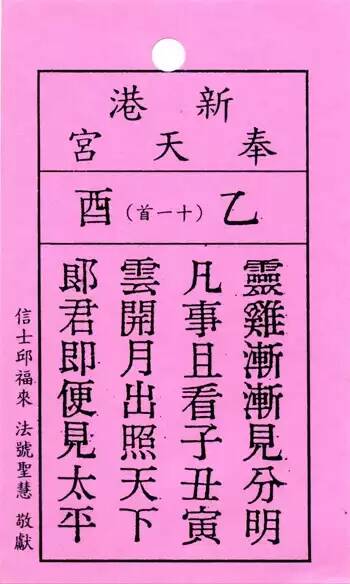 新港
奉天宮
乙（十一首）酉
靈雞漸漸見分明
凡事且看子丑寅
雲開月出照天下
郎君即便見太平
信士邱福來 法號聖慧 敬獻